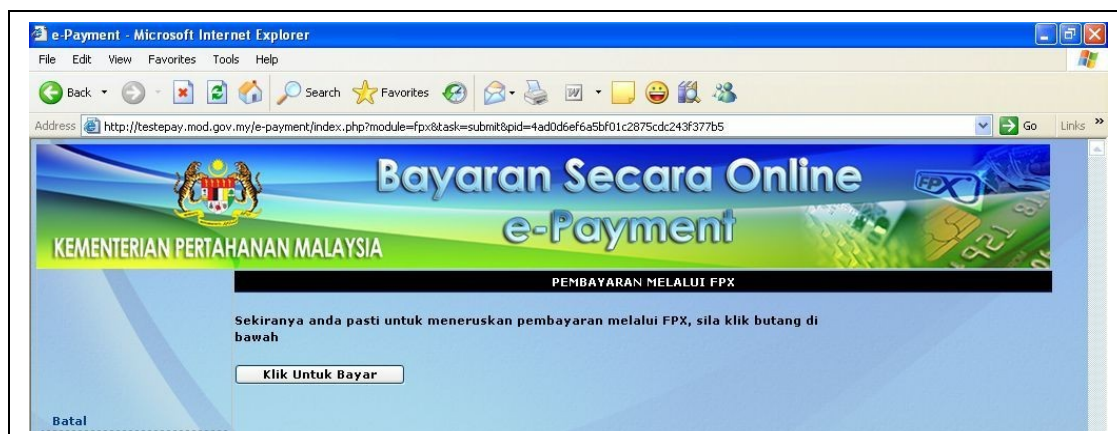 e-Payment - Microsoft Internet Explorer
File Edit View Favorites Tools Help
Back Search Favorites
Address http://testepay.mod.gov.my/e-payment/index.php?module=fpx&task=submit&pid=4ad0d6ef6a5bf01c2875cdc243f377b5 Go Links »
Bayaran Secara Online
e-Payment
FPX
KEMENTERIAN PERTAHANAN MALAYSIA
PEMBAYARAN MELALUI FPX
Sekiranya anda pasti untuk meneruskan pembayaran melalui FPX, sila klik butang di
bawah
Klik Untuk Bayar
Batal